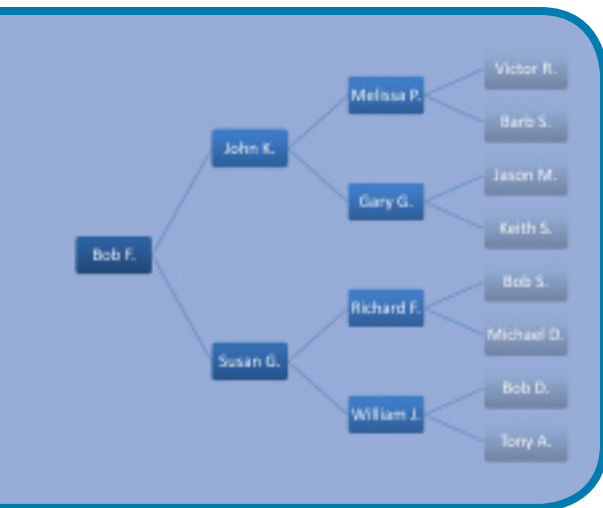 Victor R.
Melissa P.
Barb S.
John K.
Jason M.
Gary G.
Keith S.
Bob F.
Bob S.
Richard F.
Michael D.
Susan G.
Bob D.
William J.
Tony A.